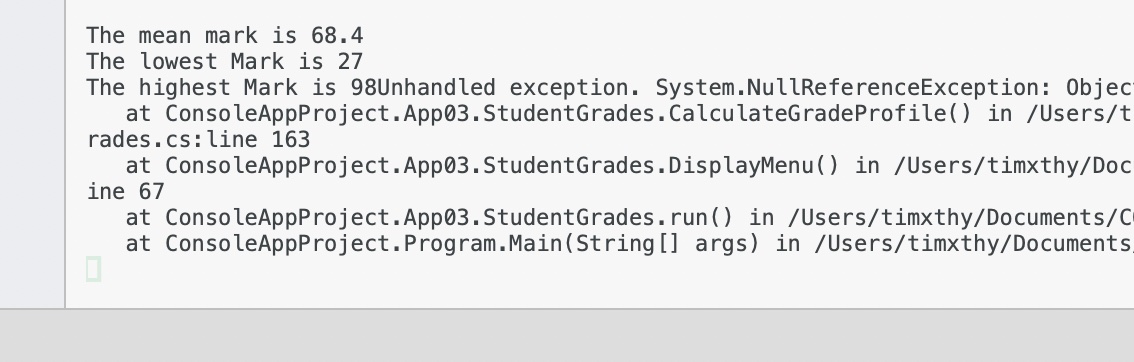 The mean mark is 68.4
The lowest Mark is 27
The highest Mark is 98Unhandled exception. System.NullReferenceException: Objec
at ConsoleAppProject.App03.StudentGrades.CalculateGradeProfile() in /Users/t
rades.cs:line 163
at ConsoleAppProject.App03.StudentGrades.DisplayMenu() in /Users/timxthy/Doc
ine 67
at ConsoleAppProject.App03.StudentGrades.run() in /Users/timxthy/Documents/C
at ConsoleAppProject.Program.Main(String[] args) in /Users/timxthy/Documents/